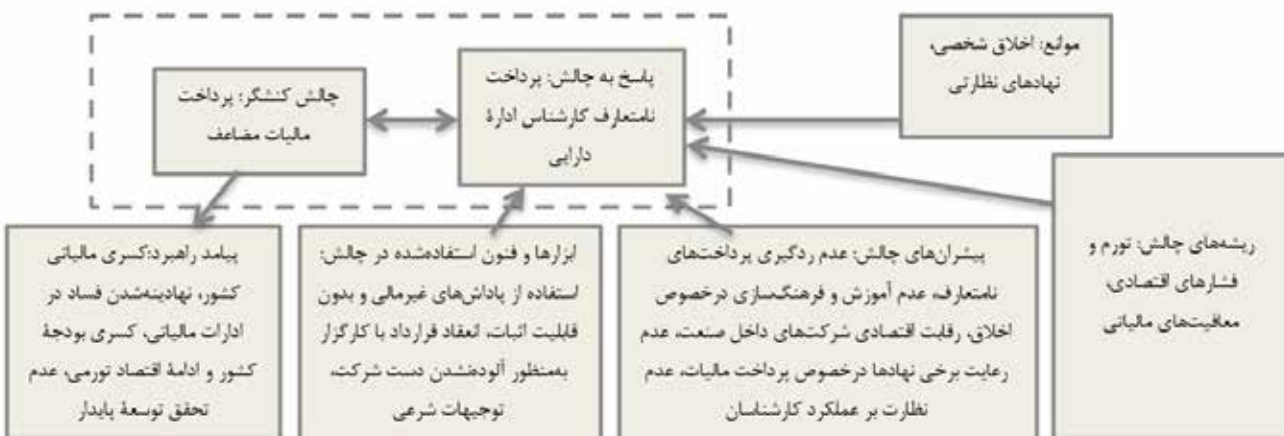 موانع: اخلاق شخصی،
نهادهای نظارتی
پاسخ به چالش: پرداخت
نامتعارف کارشناس ادارۀ
دارایی
چالش کنشگر: پرداخت
مالیات مضاعف
ریشه‌های چالش: تورم و
فشارهای اقتصادی،
معافیت‌های مالیاتی
پیشران‌های چالش: عدم ردگیری پرداخت‌های
نامتعارف، عدم آموزش و فرهنگ‌سازی درخصوص
اخلاق، رقابت اقتصادی شرکت‌های داخل صنعت، عدم
رعایت برخی نهادها درخصوص پرداخت مالیات، عدم
نظارت بر عملکرد کارشناسان
ابزارها و فنون استفاده‌شده در چالش:
استفاده از پاداش‌های غیرمالی و بدون
قابلیت اثبات، انعقاد قرارداد با کارگزار
به‌منظور آلوده‌نشدن دست شرکت،
توجیهات شرعی
پیامد راهبرد:کسری مالیاتی
کشور، نهادینه‌شدن فساد در
ادارات مالیاتی، کسری بودجۀ
کشور و ادامۀ اقتصاد تورمی، عدم
تحقق توسعۀ پایدار